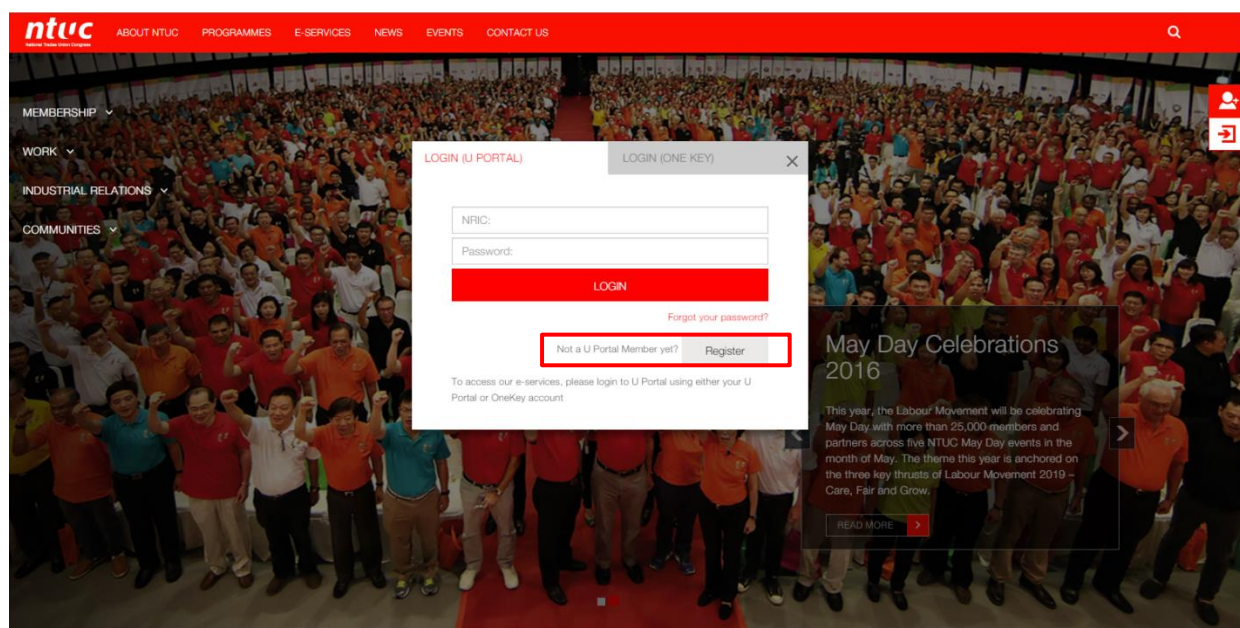 ntuc
National Trades Union Congress
ABOUT NTUC PROGRAMMES E-SERVICES NEWS EVENTS CONTACT US
MEMBERSHIP
WORK
INDUSTRIAL RELATIONS
COMMUNITIES
LOGIN (U PORTAL) LOGIN (ONE KEY)
NRIC:
Password:
LOGIN
Forgot your password?
Not a U Portal Member yet? Register
To access our e-services, please login to U Portal using either your U
Portal or OneKey account
May Day Celebrations
2016
This year, the Labour Movement will be celebrating
May Day with more than 25,000 members and
partners across five NTUC May Day events in the
month of May. The theme this year is anchored on
the three key thrusts of Labour Movement 2019 –
Care, Fair and Grow.
READ MORE